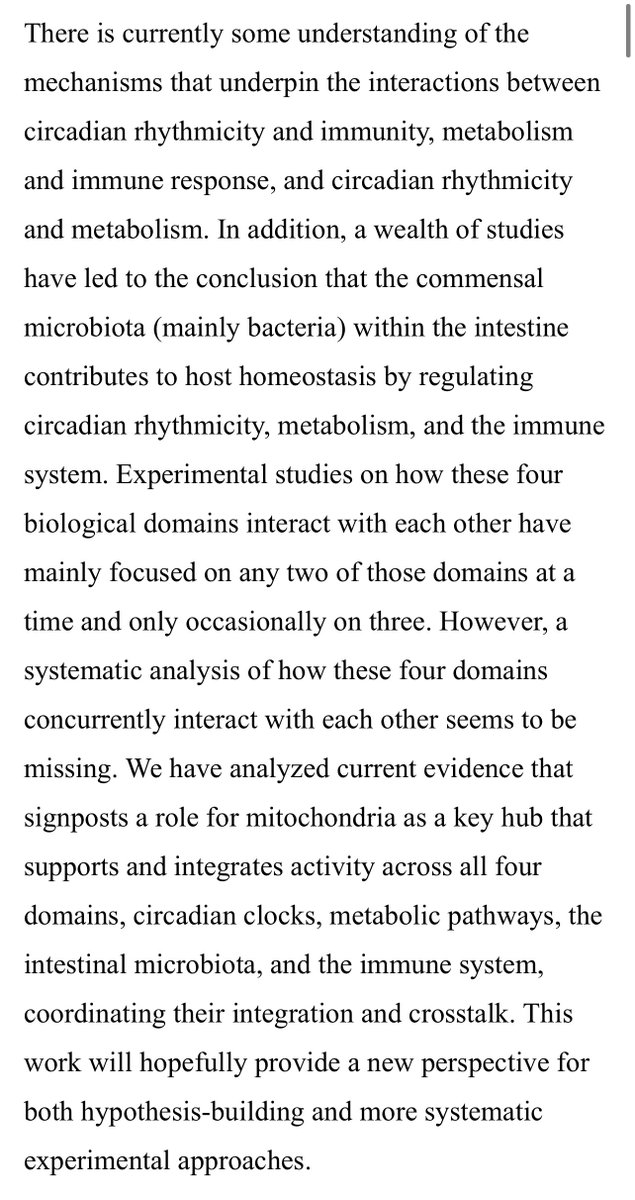 There is currently some understanding of the
mechanisms that underpin the interactions between
circadian rhythmicity and immunity, metabolism
and immune response, and circadian rhythmicity
and metabolism. In addition, a wealth of studies
have led to the conclusion that the commensal
microbiota (mainly bacteria) within the intestine
contributes to host homeostasis by regulating
circadian rhythmicity, metabolism, and the immune
system. Experimental studies on how these four
biological domains interact with each other have
mainly focused on any two of those domains at a
time and only occasionally on three. However, a
systematic analysis of how these four domains
concurrently interact with each other seems to be
missing. We have analyzed current evidence that
signposts a role for mitochondria as a key hub that
supports and integrates activity across all four
domains, circadian clocks, metabolic pathways, the
intestinal microbiota, and the immune system,
coordinating their integration and crosstalk. This
work will hopefully provide a new perspective for
both hypothesis-building and more systematic
experimental approaches.